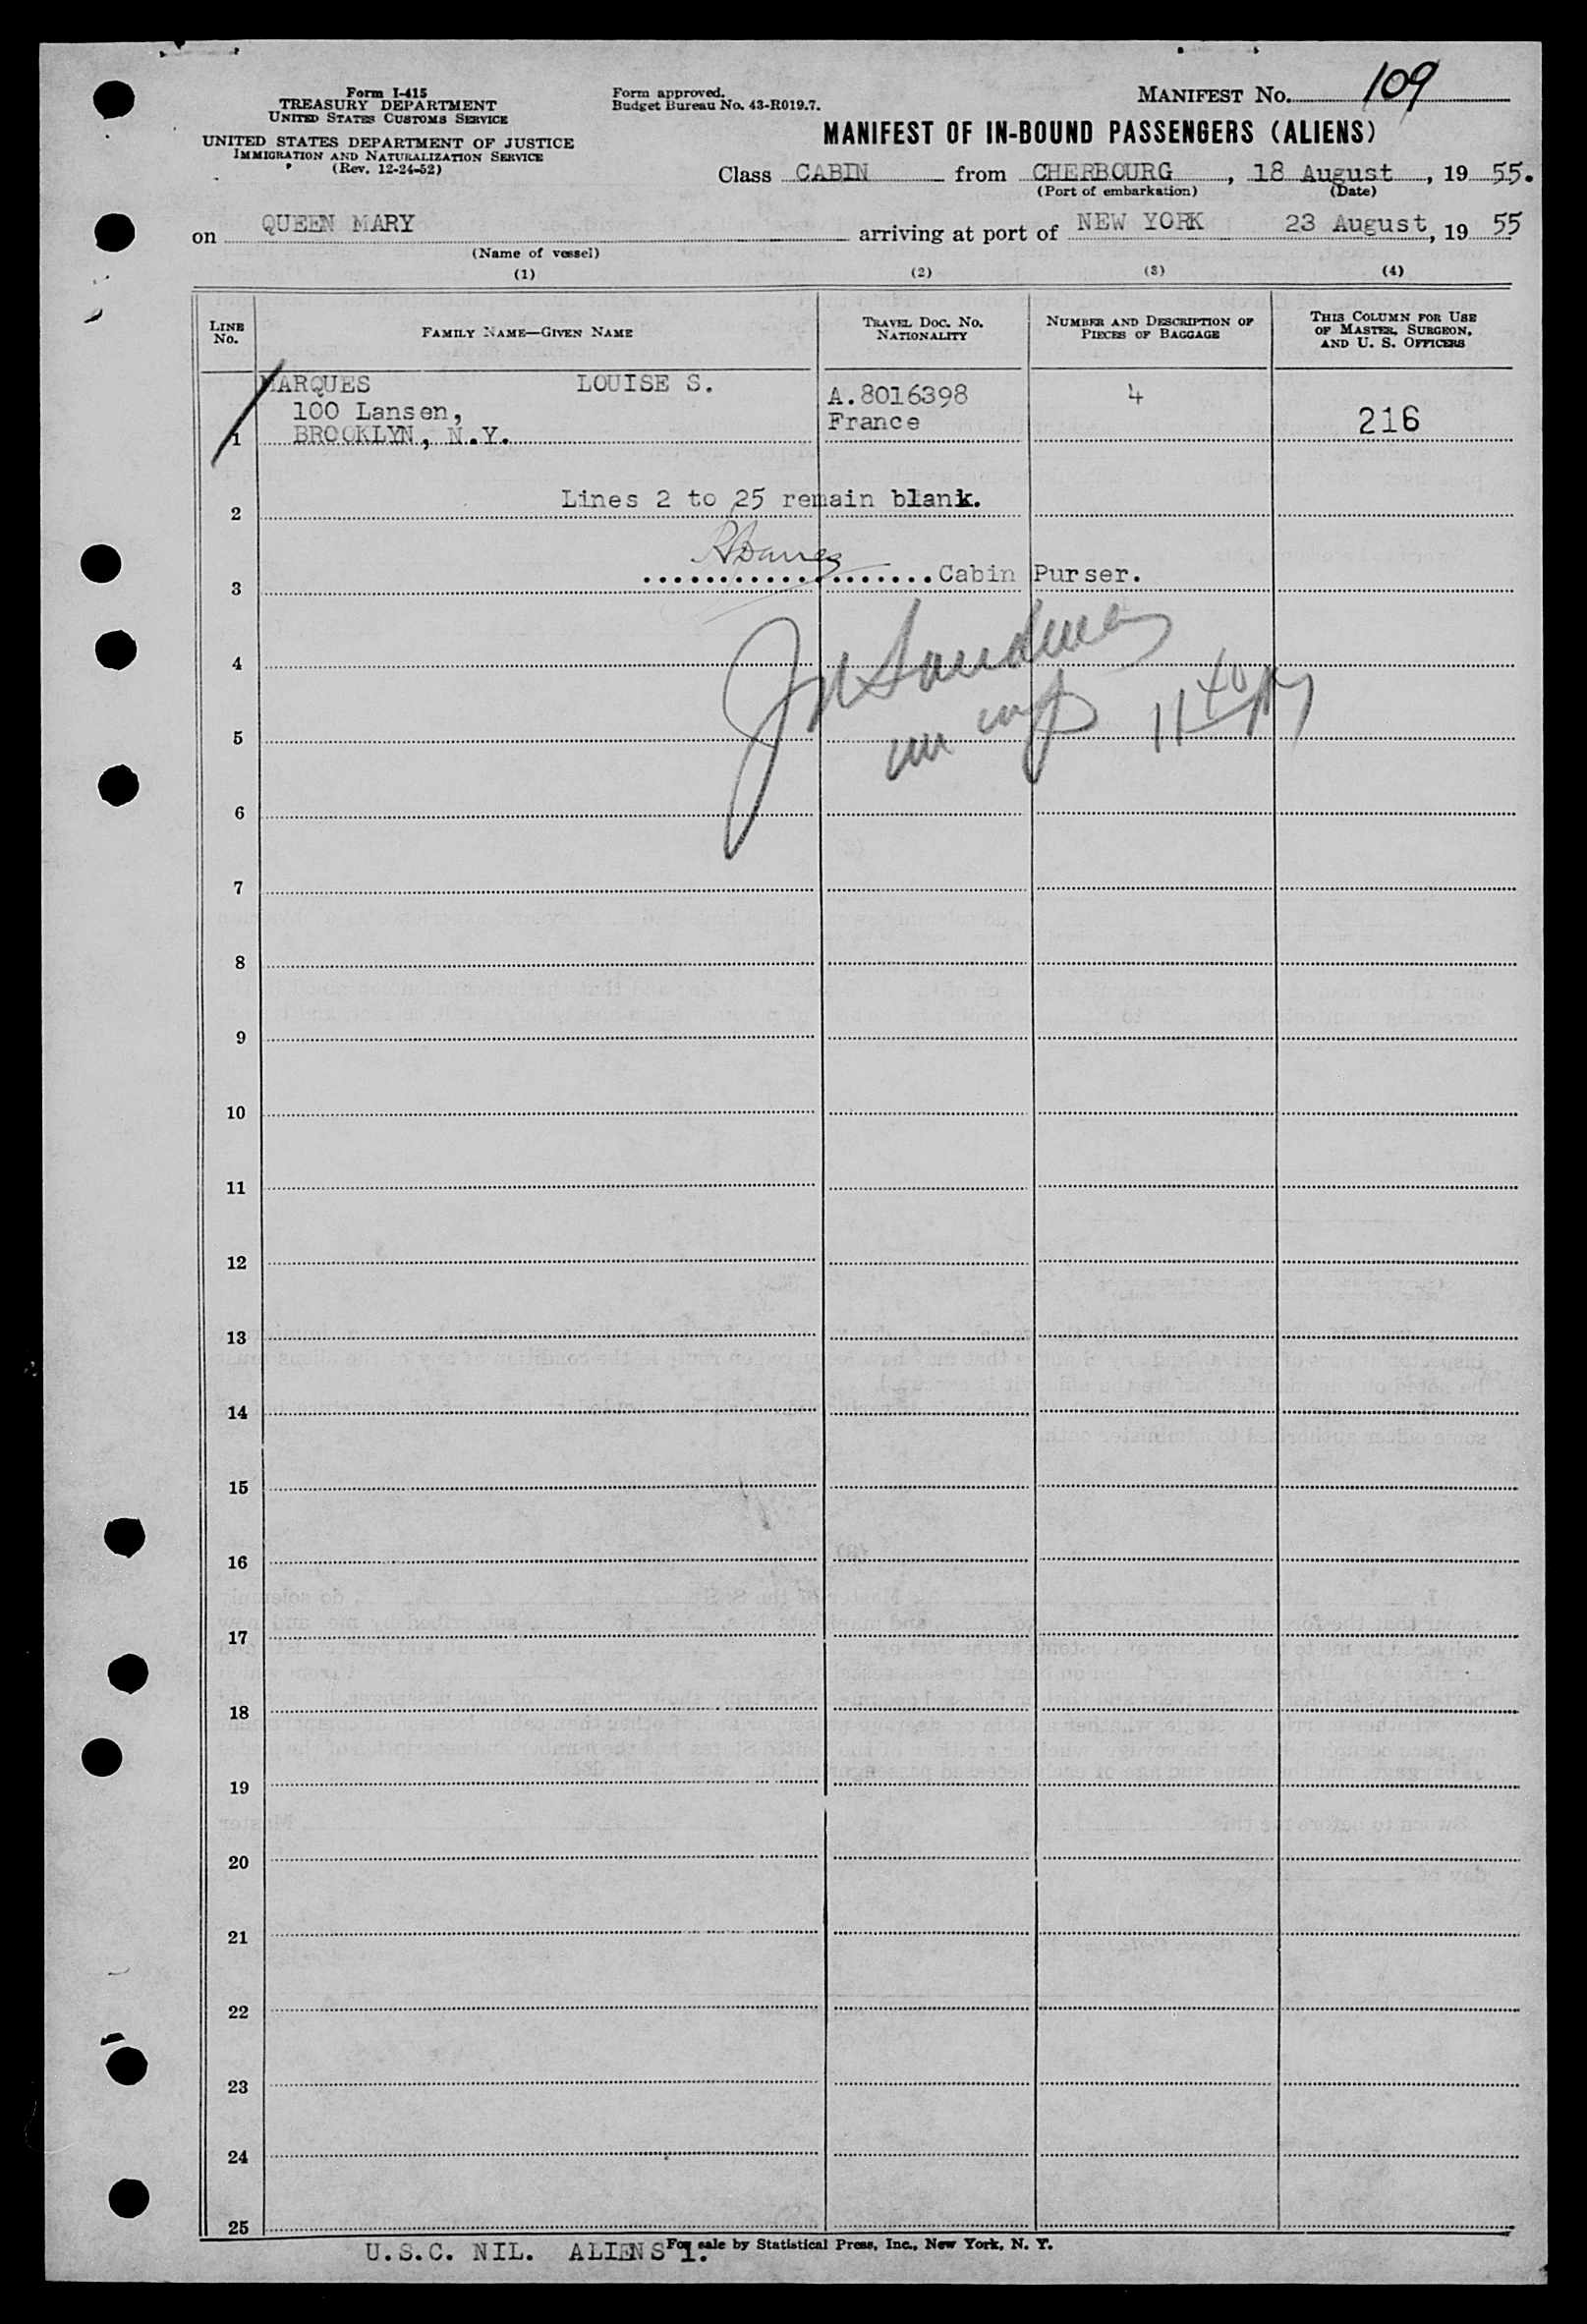 Form I-415
TREASURY DEPARTMENT
UNITED STATES CUSTOMS SERVICE
UNITED STATES DEPARTMENT OF JUSTICE
IMMIGRATION AND NATURALIZATION SERVICE
(Rev. 12-24-52)
Form approved.
Budget Bureau No. 43-R019.7.
MANIFEST No. 109
MANIFEST OF IN-BOUND PASSENGERS (ALIENS)
Class CABIN from CHERBOURG, 18 August, 19 55.
(Port of embarkation) (Date)
on QUEEN MARY arriving at port of NEW YORK 23 August, 19 55
(Name of vessel)
(1) (2) (3) (4)
LINE No. FAMILY NAME—GIVEN NAME TRAVEL DOC. No. NATIONALITY NUMBER AND DESCRIPTION OF PIECES OF BAGGAGE THIS COLUMN FOR USE OF MASTER, SURGEON, AND U. S. OFFICERS
MARQUES LOUISE S. A.8016398 4
100 Lansen, France 216
1 BROOKLYN, N.Y.
Lines 2 to 25 remain blank.
2
3 ...................Cabin Purser.
4
5
6
7
8
9
10
11
12
13
14
15
16
17
18
19
20
21
22
23
24
25
For sale by Statistical Press, Inc., New York, N. Y.
U.S.C. NIL. ALIENS 1.